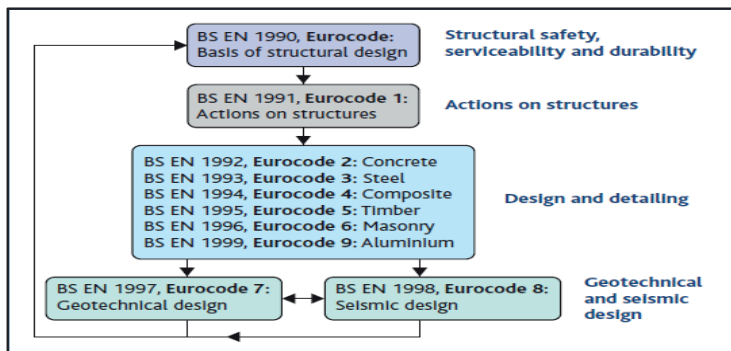 BS EN 1990, Eurocode:
Basis of structural design
Structural safety,
serviceability and durability
BS EN 1991, Eurocode 1:
Actions on structures
Actions on structures
BS EN 1992, Eurocode 2: Concrete
BS EN 1993, Eurocode 3: Steel
BS EN 1994, Eurocode 4: Composite
BS EN 1995, Eurocode 5: Timber
BS EN 1996, Eurocode 6: Masonry
BS EN 1999, Eurocode 9: Aluminium
Design and detailing
BS EN 1997, Eurocode 7:
Geotechnical design
BS EN 1998, Eurocode 8:
Seismic design
Geotechnical
and seismic
design